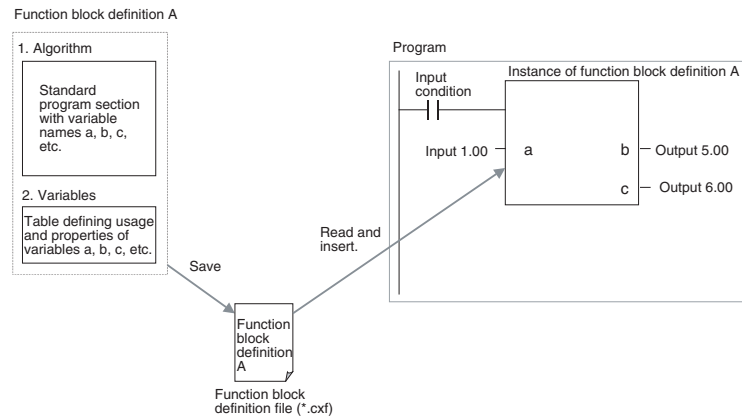 Function block definition A
1. Algorithm
Standard
program section
with variable
names a, b, c,
etc.
2. Variables
Table defining usage
and properties of
variables a, b, c, etc.
Save
Function
block
definition
A
Function block
definition file (*.cxf)
Read and
insert.
Program
Input
condition
Instance of function block definition A
Input 1.00
a
b
Output 5.00
c
Output 6.00